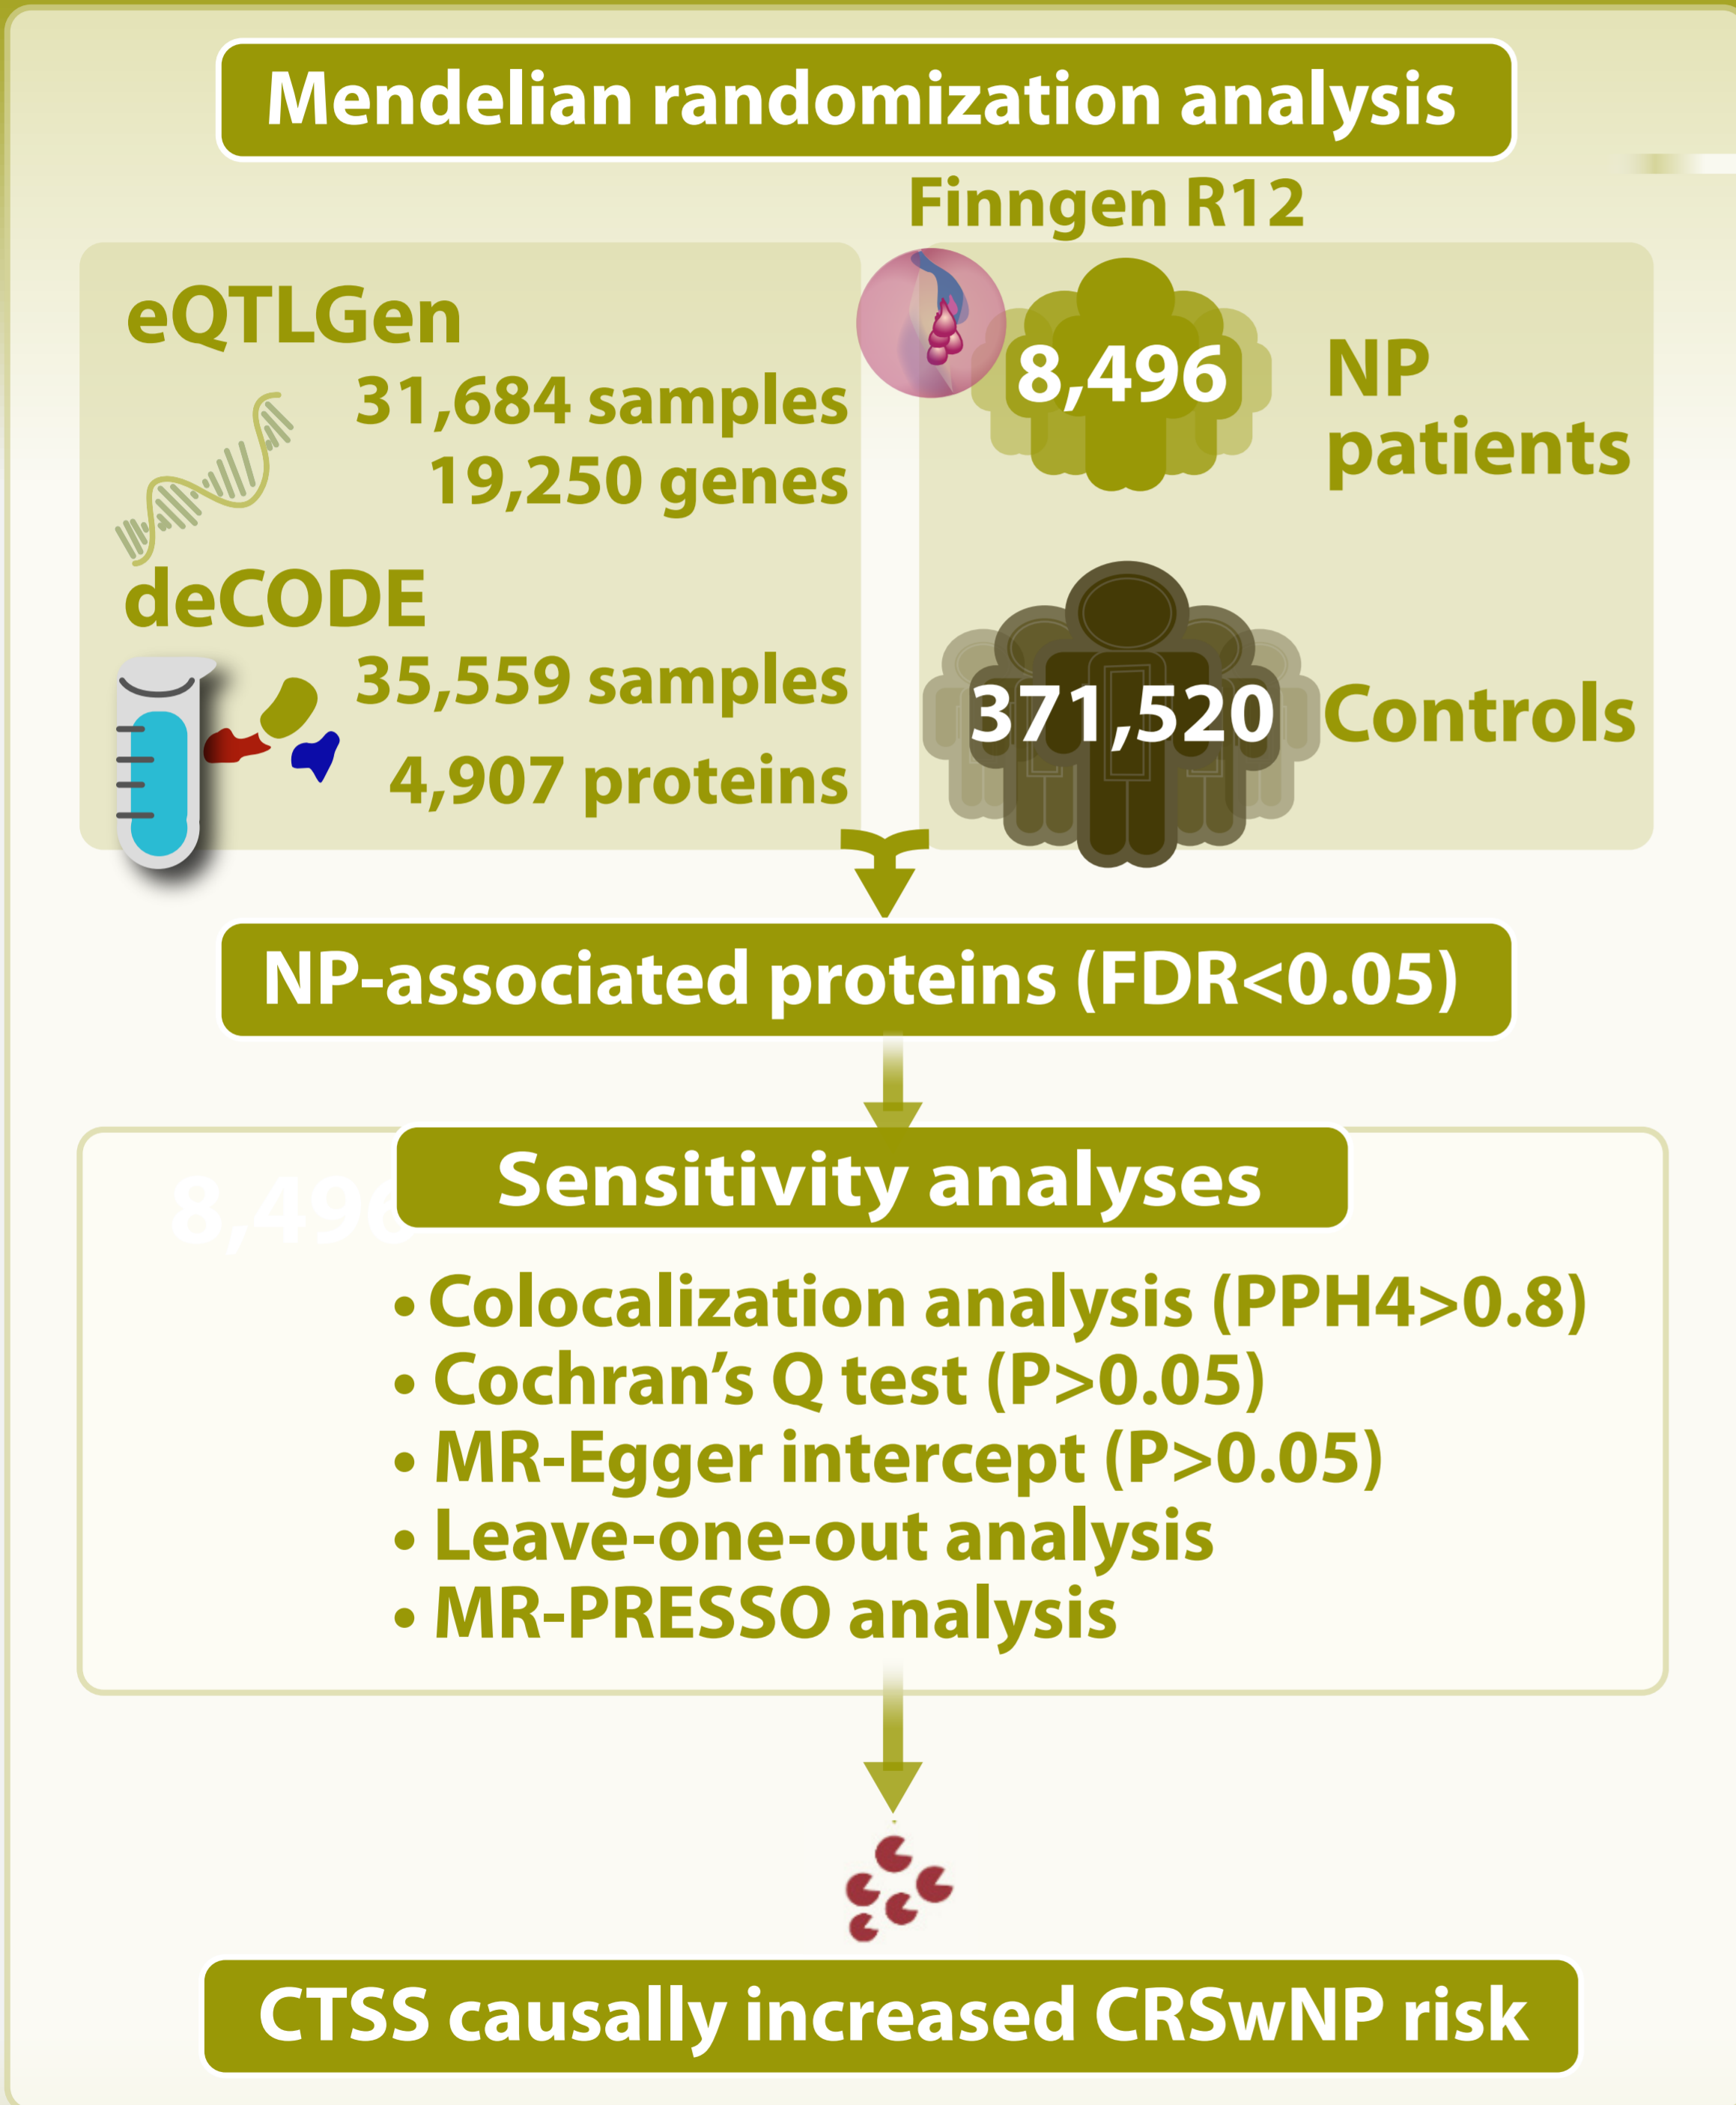 Mendelian randomization analysis
Finngen R12
eQTLGen
31,684 samples
19,250 genes
deCODE
35,559 samples
4,907 proteins
8,496
NP
patients
371,520
Controls
NP-associated proteins (FDR<0.05)
Sensitivity analyses
8,496
• Colocalization analysis (PPH4>0.8)
• Cochran’s Q test (P>0.05)
• MR-Egger intercept (P>0.05)
• Leave-one-out analysis
• MR-PRESSO analysis
CTSS causally increased CRSwNP risk